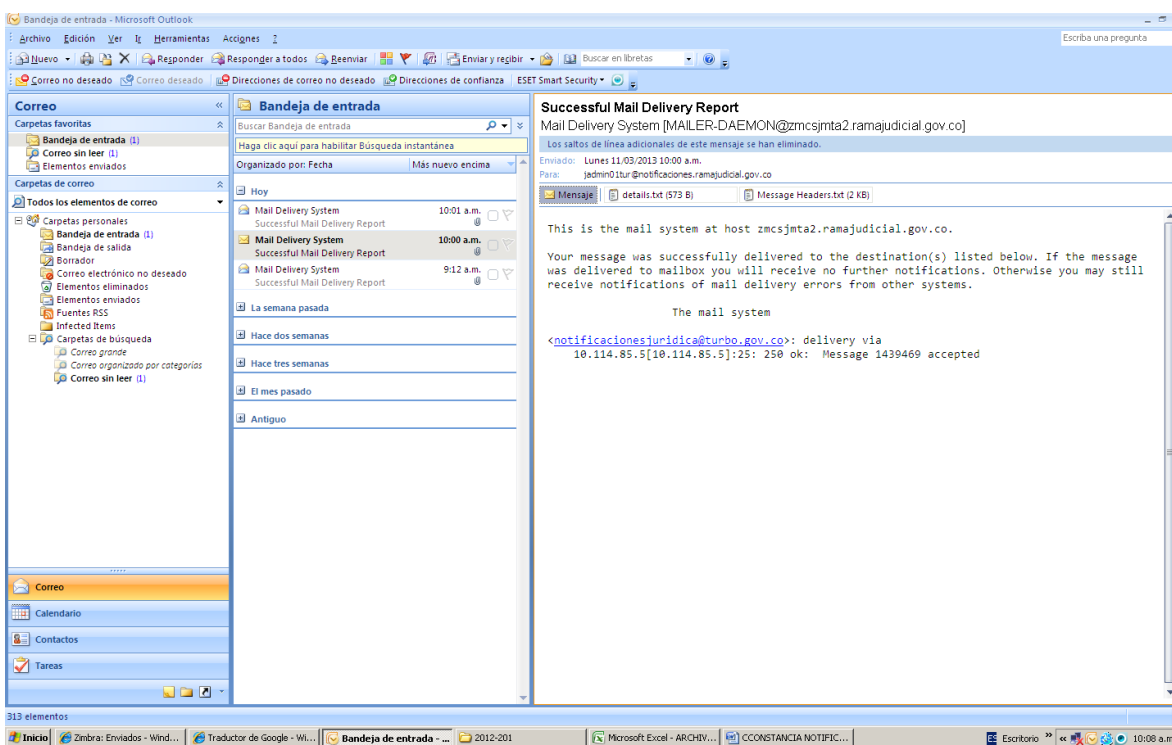 Bandeja de entrada - Microsoft Outlook
Archivo Edición Ver Ir Herramientas Acciones ?
Escriba una pregunta
Nuevo Responder Responder a todos Reenviar Enviar y recibir Buscar en libretas
Correo no deseado Correo deseado Direcciones de correo no deseado Direcciones de confianza ESET Smart Security
Correo
Carpetas favoritas
Bandeja de entrada (1)
Correo sin leer (1)
Elementos enviados
Carpetas de correo
Todos los elementos de correo
Carpetas personales
Bandeja de entrada (1)
Bandeja de salida
Borrador
Correo electrónico no deseado
Elementos eliminados
Elementos enviados
Fuentes RSS
Infected Items
Carpetas de búsqueda
Correo grande
Correo organizado por categorías
Correo sin leer (1)
Correo
Calendario
Contactos
Tareas
Bandeja de entrada
Buscar Bandeja de entrada
Haga clic aquí para habilitar Búsqueda instantánea
Organizado por: Fecha Más nuevo encima
Hoy
Mail Delivery System 10:01 a.m.
Successful Mail Delivery Report
Mail Delivery System 10:00 a.m.
Successful Mail Delivery Report
Mail Delivery System 9:12 a.m.
Successful Mail Delivery Report
La semana pasada
Hace dos semanas
Hace tres semanas
El mes pasado
Antiguo
Successful Mail Delivery Report
Mail Delivery System [MAILER-DAEMON@zmcsjmta2.ramajudicial.gov.co]
Los saltos de línea adicionales de este mensaje se han eliminado.
Enviado: Lunes 11/03/2013 10:00 a.m.
Para: jadmin01tur@notificaciones.ramajudicial.gov.co
Mensaje details.txt (573 B) Message Headers.txt (2 KB)
This is the mail system at host zmcsjmta2.ramajudicial.gov.co.
Your message was successfully delivered to the destination(s) listed below. If the message
was delivered to mailbox you will receive no further notifications. Otherwise you may still
receive notifications of mail delivery errors from other systems.
The mail system
<notificacionesjuridica@turbo.gov.co>: delivery via
10.114.85.5[10.114.85.5]:25: 250 ok: Message 1439469 accepted
313 elementos
Inicio Zimbra: Enviados - Wind... Traductor de Google - Wi... Bandeja de entrada - ... 2012-201 Microsoft Excel - ARCHIV... CCONSTANCIA NOTIFIC... ES Escritorio 10:08 a.m